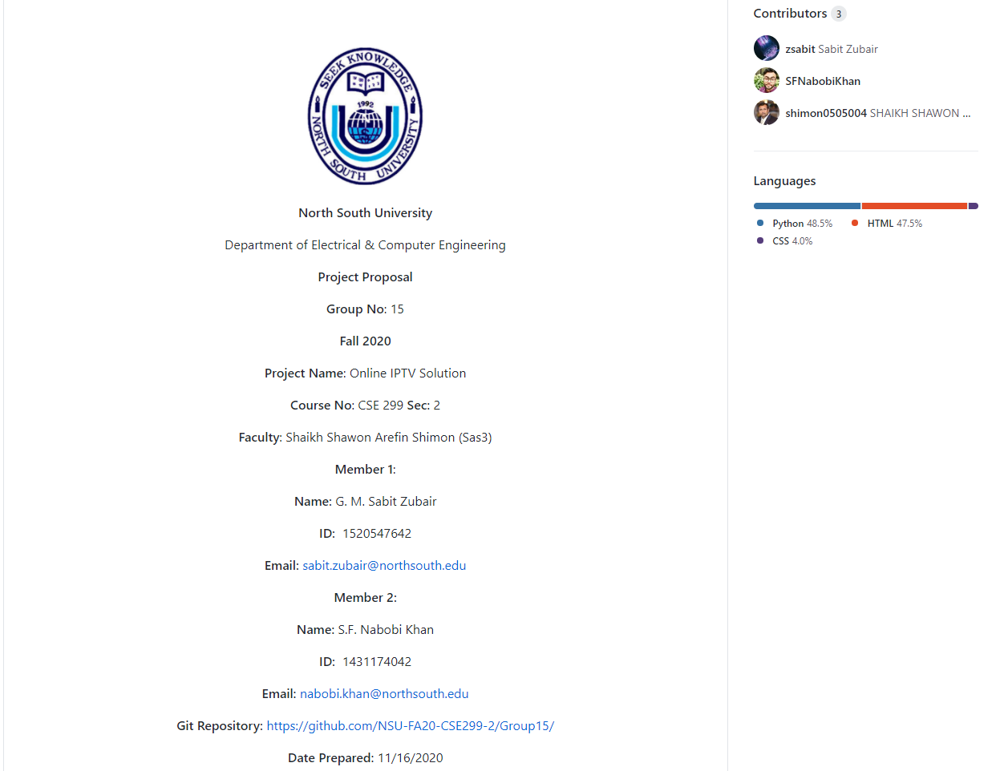 SEEK KNOWLEDGE
1992
NORTH SOUTH UNIVERSITY
North South University
Department of Electrical & Computer Engineering
Project Proposal
Group No: 15
Fall 2020
Project Name: Online IPTV Solution
Course No: CSE 299 Sec: 2
Faculty: Shaikh Shawon Arefin Shimon (Sas3)
Member 1:
Name: G. M. Sabit Zubair
ID: 1520547642
Email: sabit.zubair@northsouth.edu
Member 2:
Name: S.F. Nabobi Khan
ID: 1431174042
Email: nabobi.khan@northsouth.edu
Git Repository: https://github.com/NSU-FA20-CSE299-2/Group15/
Date Prepared: 11/16/2020
Contributors 3
zsabit Sabit Zubair
SFNabobiKhan
shimon0505004 SHAIKH SHAWON ...
Languages
Python 48.5% HTML 47.5%
CSS 4.0%